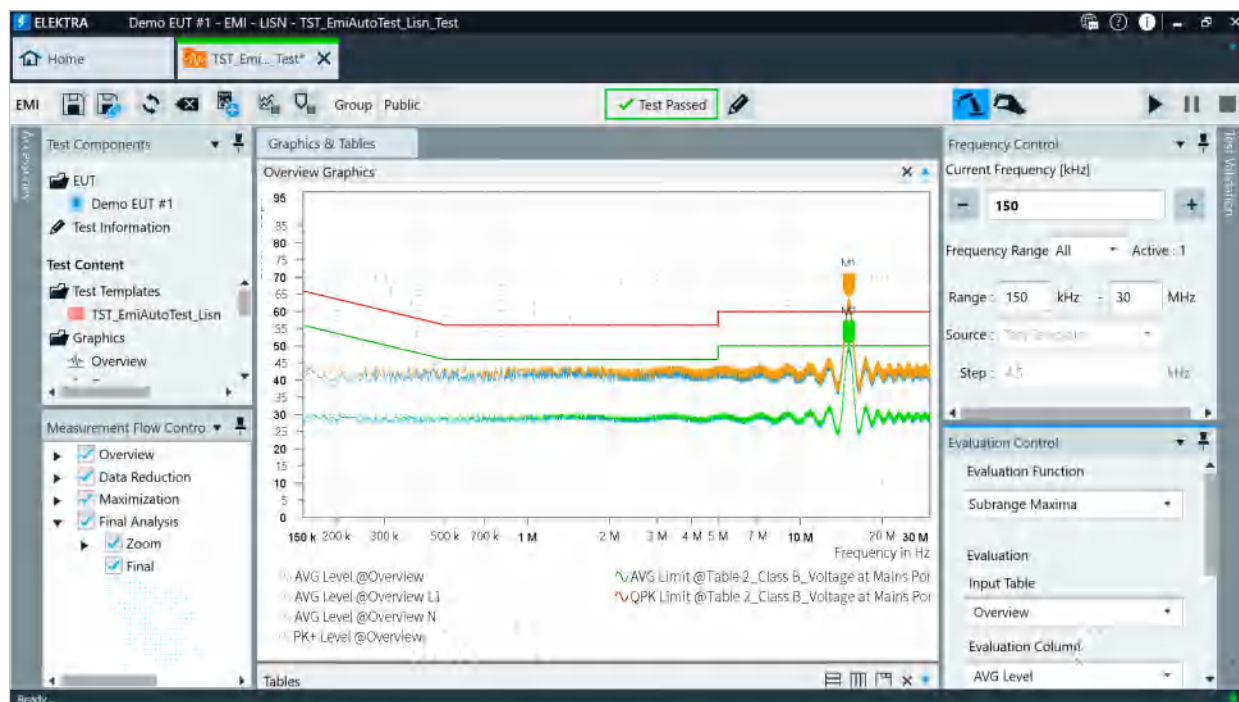 ELEKTRA Demo EUT #1 - EMI - LISN - TST_EmiAutoTest_Lisn_Test
Home
TST_Emi... Test*
EMI
Group Public
Test Passed
Test Components
EUT
Demo EUT #1
Test Information
Test Content
Test Templates
TST_EmiAutoTest_Lisn
Graphics
Overview
Measurement Flow Contro
Overview
Data Reduction
Maximization
Final Analysis
Zoom
Final
Graphics & Tables
Overview Graphics
95
85
80
75
70
65
60
55
50
45
40
35
30
25
20
15
10
5
0
M1
150 k 200 k 300 k 500 k 700 k 1 M 2 M 3 M 4 M 5 M 7 M 10 M 20 M 30 M
Frequency in Hz
AVG Level @Overview
AVG Level @Overview L1
AVG Level @Overview N
PK+ Level @Overview
AVG Limit @Table 2_Class B_Voltage at Mains Por
QPK Limit @Table 2_Class B_Voltage at Mains Por
Tables
Frequency Control
Current Frequency [kHz]
- 150 +
Frequency Range All Active : 1
Range : 150 kHz - 30 MHz
Source :
Step : 4.5 kHz
Evaluation Control
Evaluation Function
Subrange Maxima
Evaluation
Input Table
Overview
Evaluation Column
AVG Level
Test Validation
Ready...